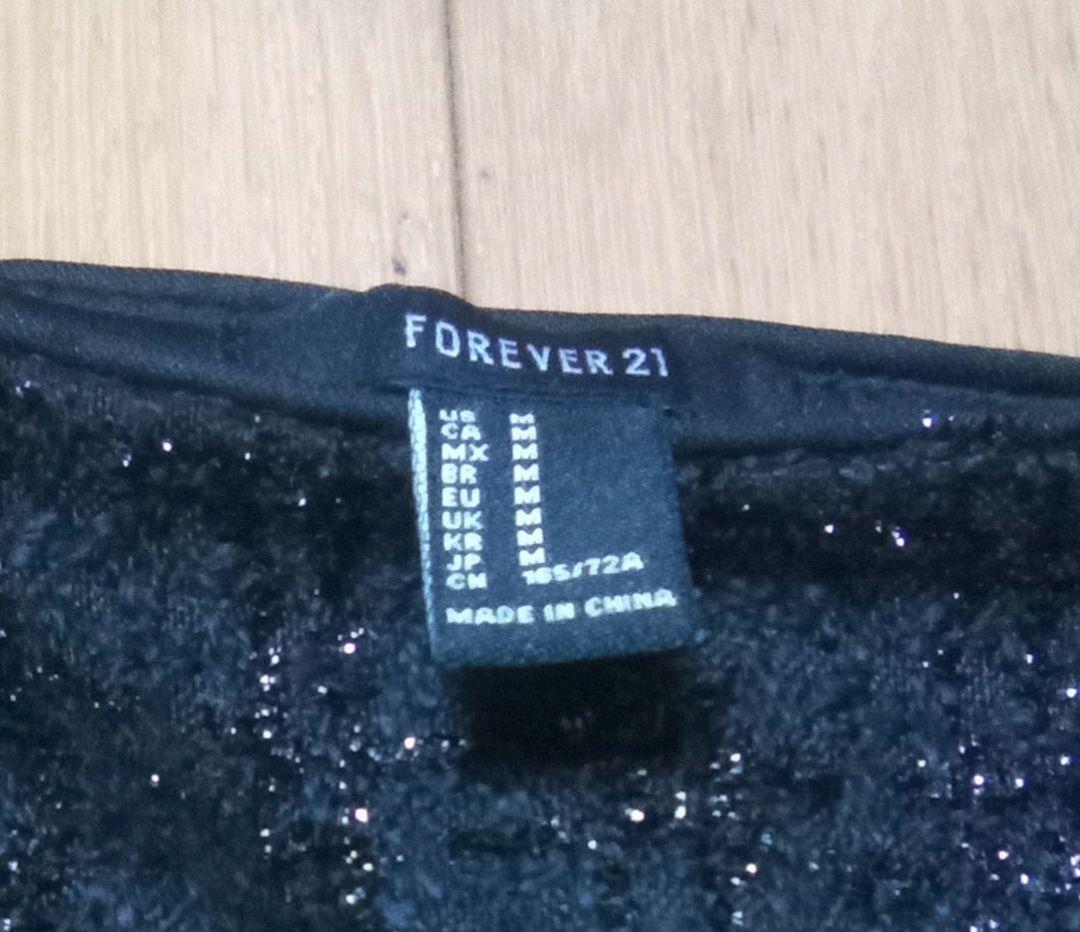 FOREVER 21
US M
CA M
MX M
BR M
EU M
UK M
KR M
JP M
CN 165/72A
MADE IN CHINA